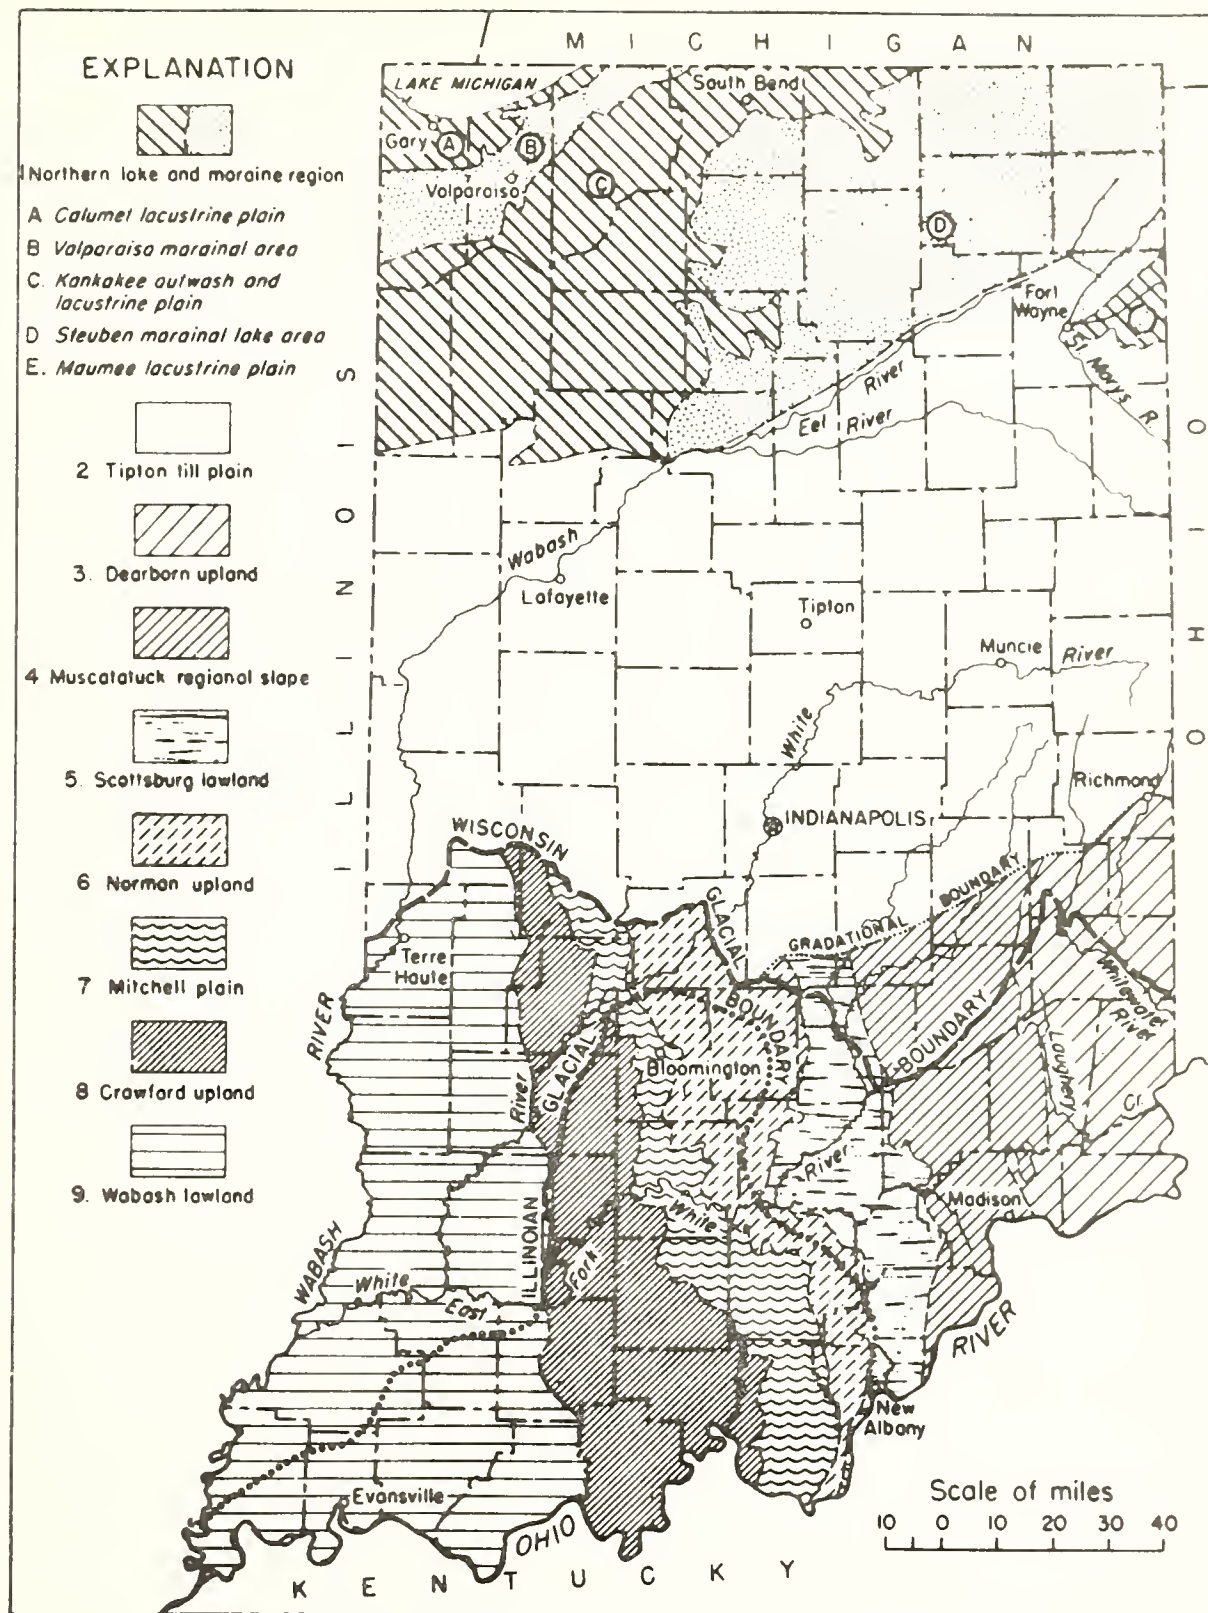 EXPLANATION
1 Northern lake and moraine region
A Calumet lacustrine plain
B Valparaiso morainal area
C. Kankakee outwash and
lacustrine plain
D Steuben morainal lake area
E. Maumee lacustrine plain
2 Tipton till plain
3. Dearborn upland
4 Muscatatuck regional slope
5. Scottsburg lowland
6 Norman upland
7 Mitchell plain
8 Crawford upland
9. Wabash lowland
MICHIGAN
LAKE MICHIGAN
South Bend
Gary
A
B
Valparaiso
C
D
Fort
Wayne
St Marys R.
Eel River
River
Wabash
Lafayette
Tipton
Muncie
River
White
Richmond
INDIANAPOLIS
ILLINOIS
OHIO
WISCONSIN
GLACIAL
BOUNDARY
GRADATIONAL
BOUNDARY
Terre
Haute
RIVER
WABASH
Whitewater
River
BOUNDARY
Laughery
Cr.
Bloomington
River
GLACIAL
ILLINOIAN
River
White
Fork
East
White
Madison
RIVER
New
Albany
Evansville
OHIO
KENTUCKY
Scale of miles
10 0 10 20 30 40